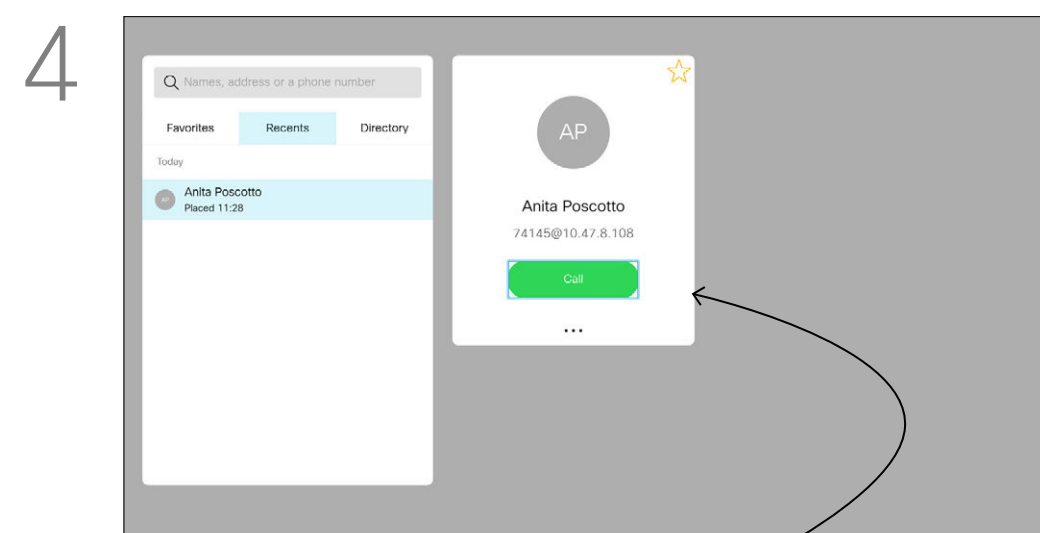 4
Names, address or a phone number
Favorites Recents Directory
Today
AP
Anita Poscotto
Placed 11:28
AP
Anita Poscotto
74145@10.47.8.108
Call
...